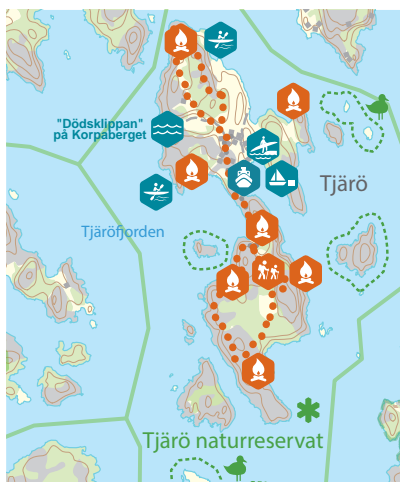 "Dödsklippan"
på Korpaberget
Tjärö
Tjäröfjorden
Tjärö naturreservat